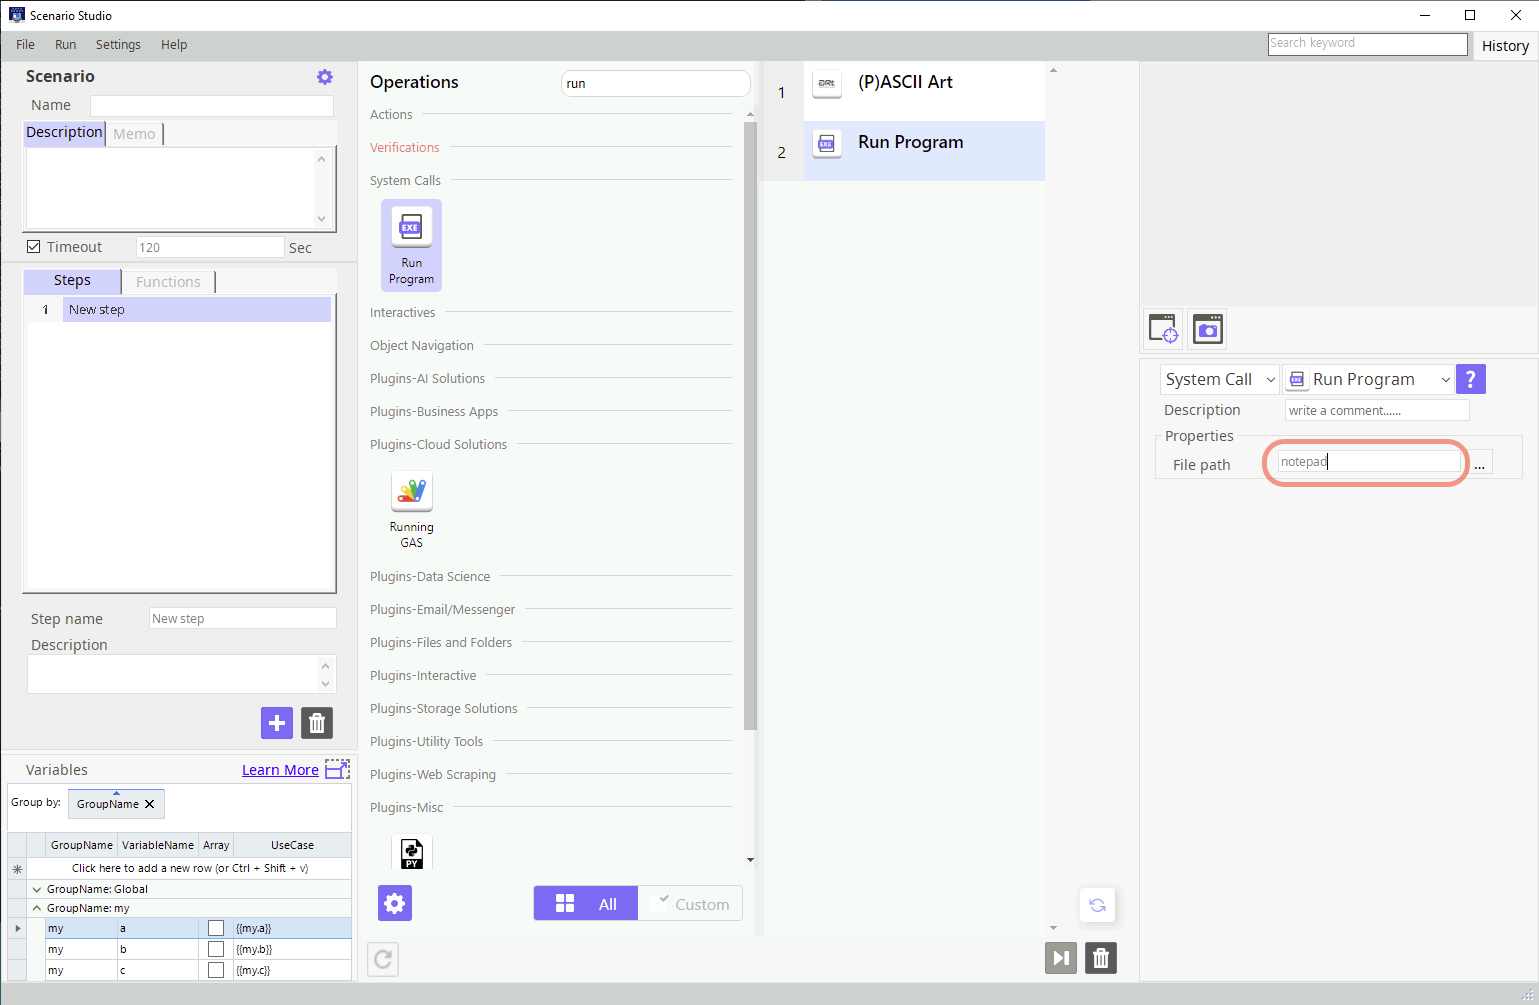 Scenario Studio
File Run Settings Help
Search keyword
History
Scenario
Name
Description Memo
Timeout 120 Sec
Steps Functions
1 New step
Step name New step
Description
Variables Learn More
Group by: GroupName
GroupName VariableName Array UseCase
Click here to add a new row (or Ctrl + Shift + v)
GroupName: Global
GroupName: my
my a {{my.a}}
my b {{my.b}}
my c {{my.c}}
Operations run
Actions
Verifications
System Calls
EXE
Run
Program
Interactives
Object Navigation
Plugins-AI Solutions
Plugins-Business Apps
Plugins-Cloud Solutions
Running
GAS
Plugins-Data Science
Plugins-Email/Messenger
Plugins-Files and Folders
Plugins-Interactive
Plugins-Storage Solutions
Plugins-Utility Tools
Plugins-Web Scraping
Plugins-Misc
PY
All Custom
1 ART (P)ASCII Art
2 EXE Run Program
System Call EXE Run Program ?
Description write a comment......
Properties
File path notepad ...